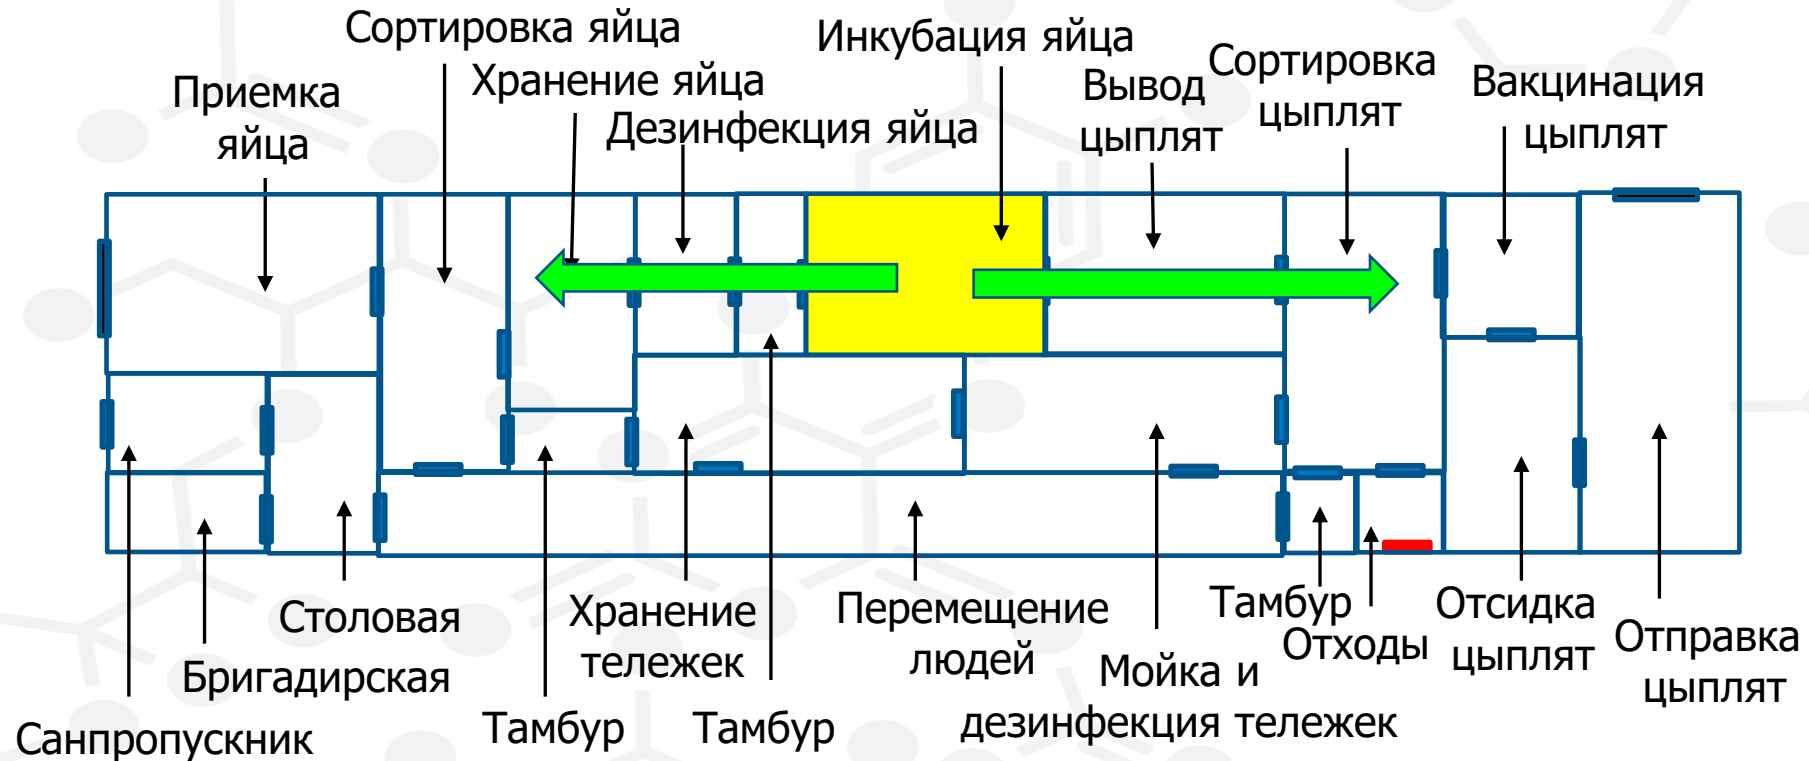 Сортировка яйца
Хранение яйца
Приемка
яйца
Дезинфекция яйца
Инкубация яйца
Вывод
цыплят
Сортировка
цыплят
Вакцинация
цыплят
Санпропускник
Бригадирская
Столовая
Тамбур
Хранение
тележек
Тамбур
Перемещение
людей
Мойка и
дезинфекция тележек
Тамбур
Отходы
Отсидка
цыплят
Отправка
цыплят